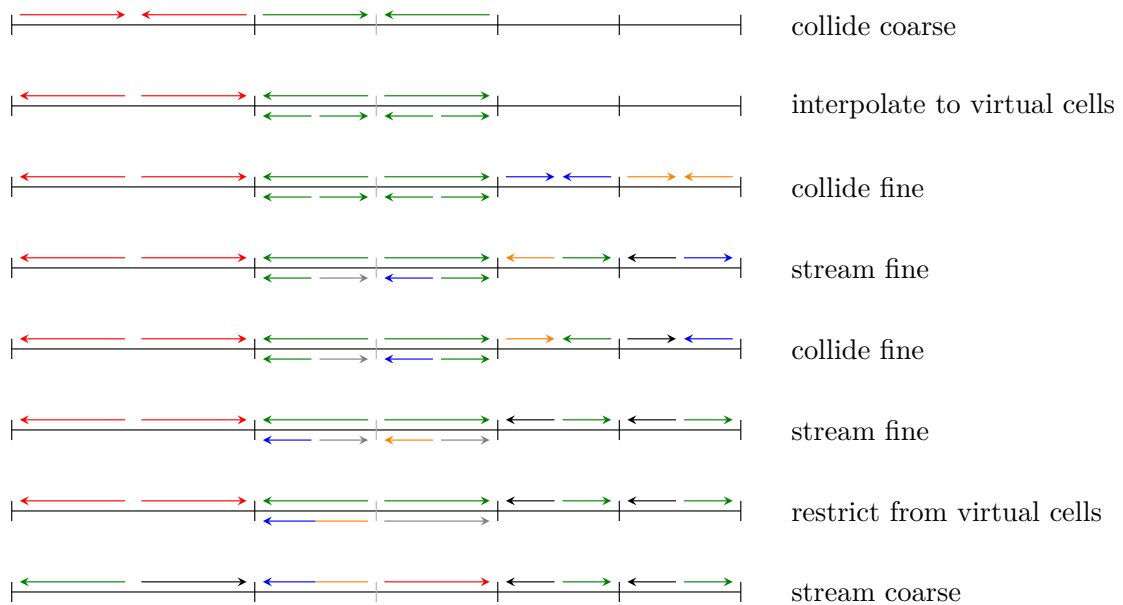 collide coarse
interpolate to virtual cells
collide fine
stream fine
collide fine
stream fine
restrict from virtual cells
stream coarse